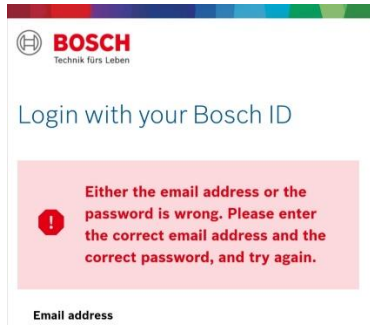 BOSCH
Technik fürs Leben
Login with your Bosch ID
Either the email address or the
password is wrong. Please enter
the correct email address and the
correct password, and try again.
Email address